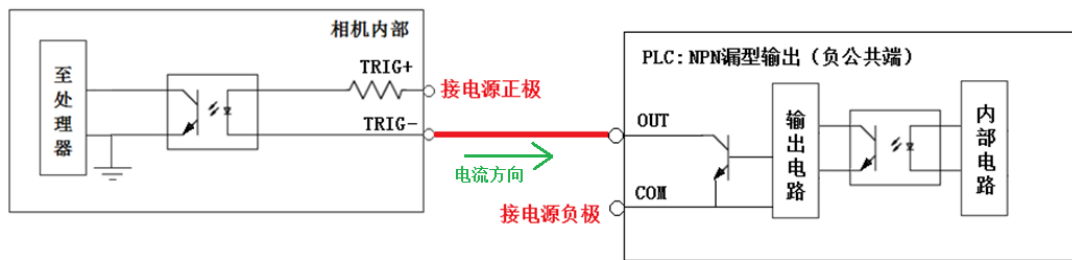 相机内部
至处理器
TRIG+
接电源正极
TRIG-
电流方向
PLC:NPN漏型输出（负公共端）
OUT
COM
接电源负极
输出电路
内部电路